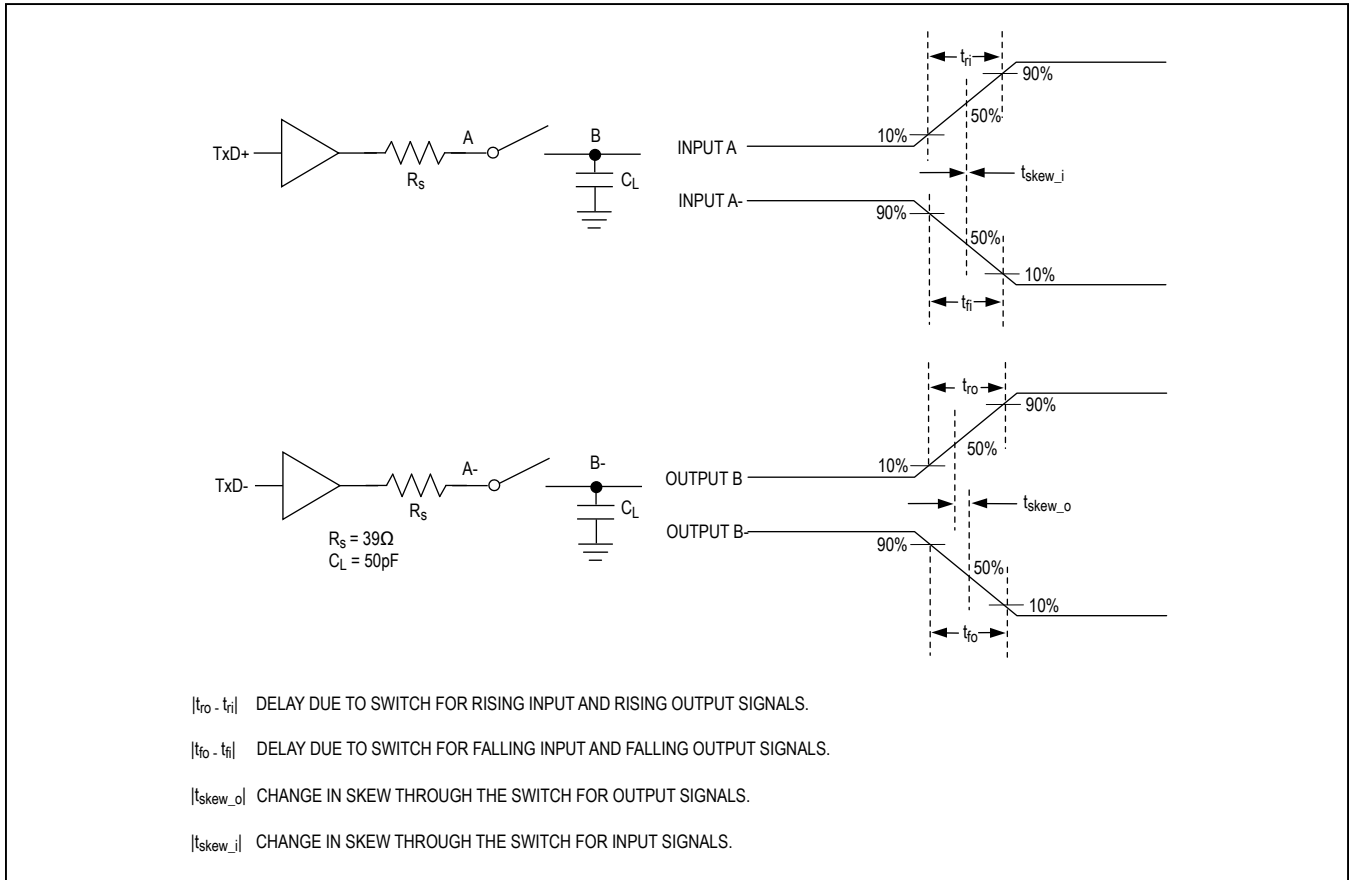 TxD+
Rs
A
B
CL
INPUT A
INPUT A-
tri
10%
50%
90%
tskew_i
90%
50%
10%
tfi
TxD-
Rs
A-
B-
CL
Rs = 39Ω
CL = 50pF
OUTPUT B
OUTPUT B-
tro
10%
50%
90%
tskew_o
90%
50%
10%
tfo
|tro - tri| DELAY DUE TO SWITCH FOR RISING INPUT AND RISING OUTPUT SIGNALS.
|tfo - tfi| DELAY DUE TO SWITCH FOR FALLING INPUT AND FALLING OUTPUT SIGNALS.
|tskew_o| CHANGE IN SKEW THROUGH THE SWITCH FOR OUTPUT SIGNALS.
|tskew_i| CHANGE IN SKEW THROUGH THE SWITCH FOR INPUT SIGNALS.